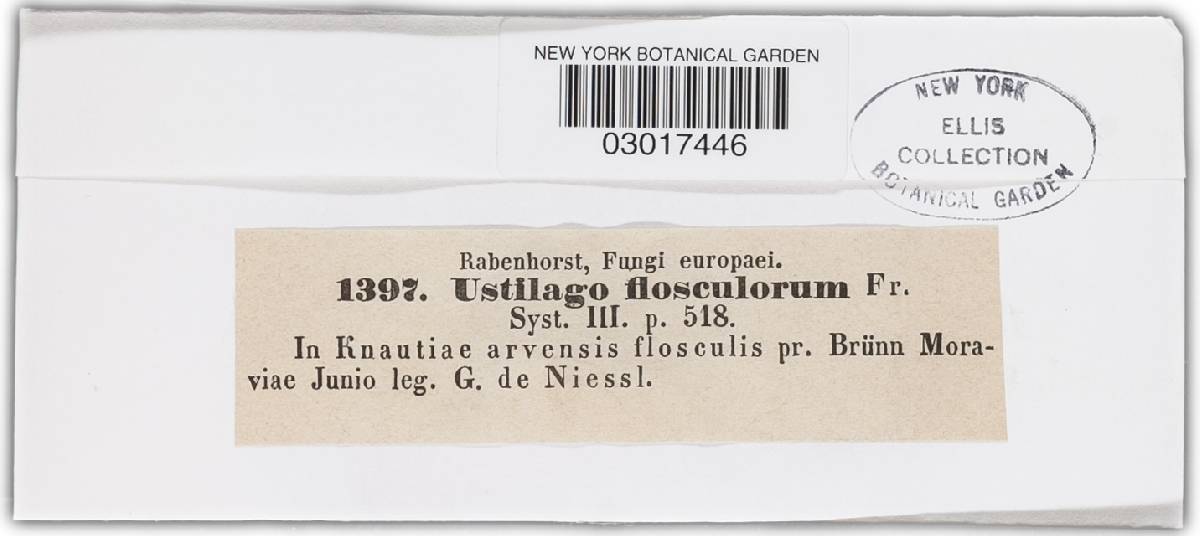 NEW YORK BOTANICAL GARDEN
03017446
NEW YORK
ELLIS
COLLECTION
BOTANICAL GARDEN
Rabenhorst, Fungi europaei.
1397. Ustilago flosculorum Fr.
Syst. III. p. 518.
In Knautiae arvensis flosculis pr. Brünn Mora-
viae Junio leg. G. de Niessl.